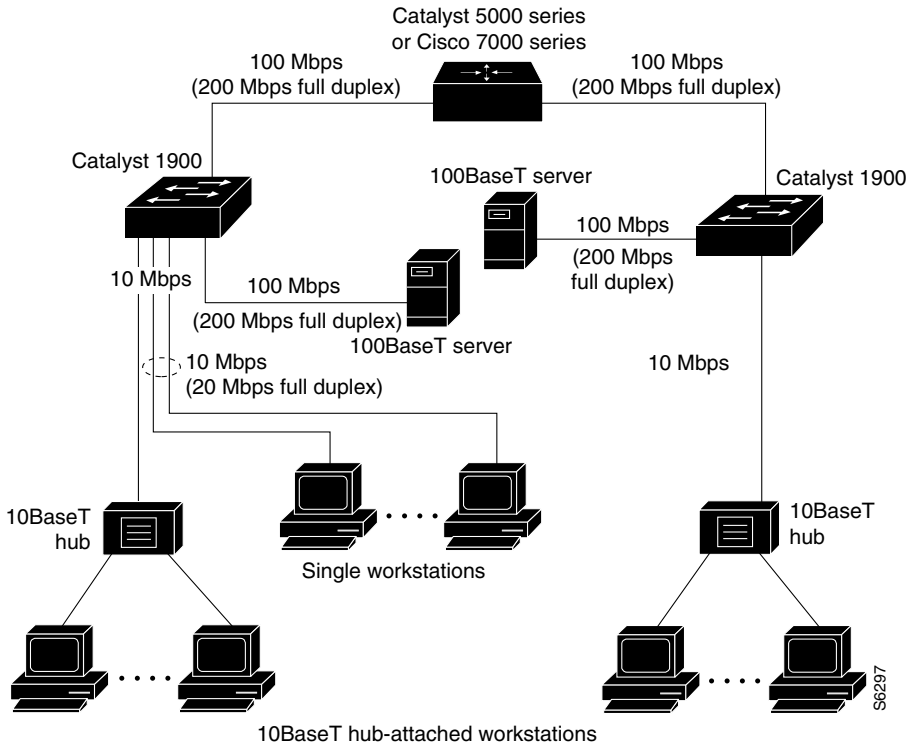 Catalyst 5000 series
or Cisco 7000 series
100 Mbps
(200 Mbps full duplex)
100 Mbps
(200 Mbps full duplex)
Catalyst 1900
100BaseT server
Catalyst 1900
100 Mbps
(200 Mbps
full duplex)
10 Mbps
100 Mbps
(200 Mbps full duplex)
100BaseT server
10 Mbps
(20 Mbps full duplex)
10 Mbps
10BaseT
hub
10BaseT
hub
Single workstations
S6297
10BaseT hub-attached workstations